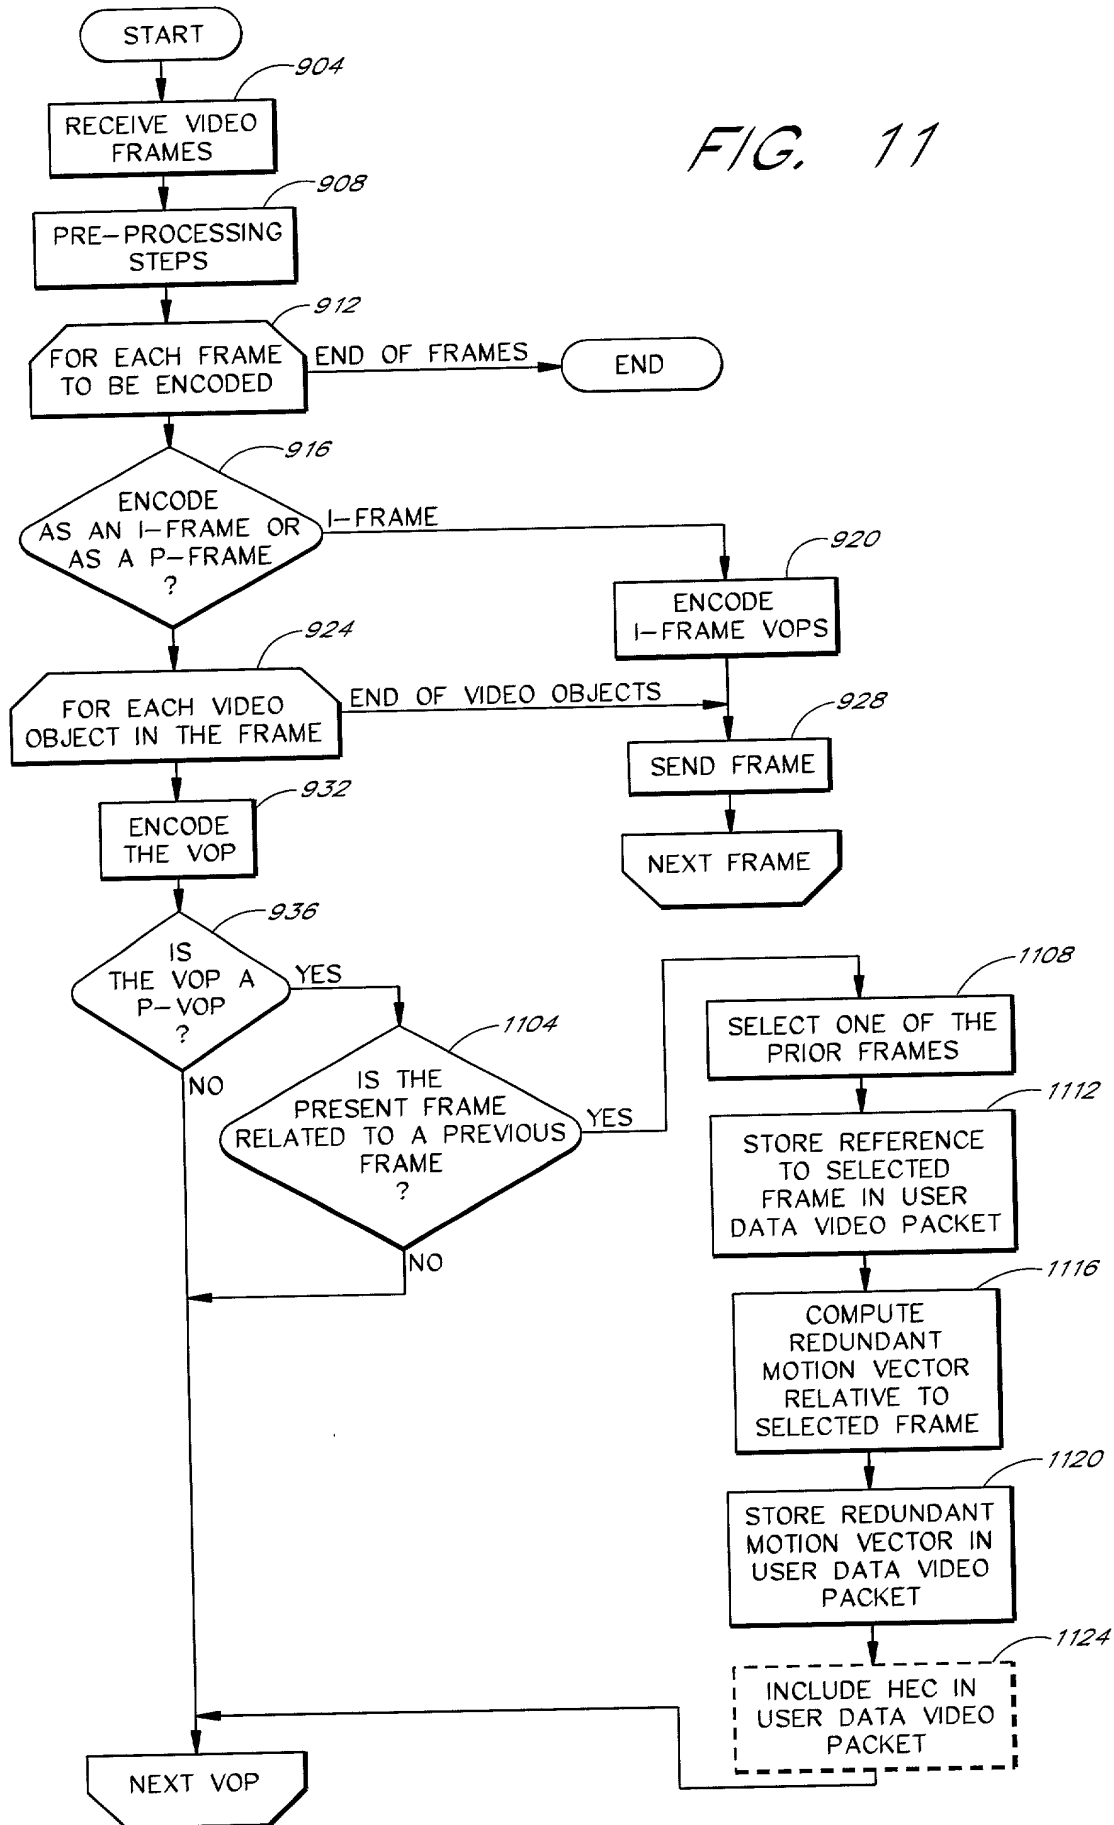 START
904
RECEIVE VIDEO
FRAMES
FIG. 11
908
PRE-PROCESSING
STEPS
912
FOR EACH FRAME
TO BE ENCODED
END OF FRAMES
END
916
ENCODE
AS AN I-FRAME OR
AS A P-FRAME
?
I-FRAME
920
ENCODE
I-FRAME VOPS
924
FOR EACH VIDEO
OBJECT IN THE FRAME
END OF VIDEO OBJECTS
928
SEND FRAME
NEXT FRAME
932
ENCODE
THE VOP
936
IS
THE VOP A
P-VOP
?
YES
NO
1104
IS THE
PRESENT FRAME
RELATED TO A PREVIOUS
FRAME
?
YES
NO
1108
SELECT ONE OF THE
PRIOR FRAMES
1112
STORE REFERENCE
TO SELECTED
FRAME IN USER
DATA VIDEO PACKET
1116
COMPUTE
REDUNDANT
MOTION VECTOR
RELATIVE TO
SELECTED FRAME
1120
STORE REDUNDANT
MOTION VECTOR IN
USER DATA VIDEO
PACKET
1124
INCLUDE HEC IN
USER DATA VIDEO
PACKET
NEXT VOP